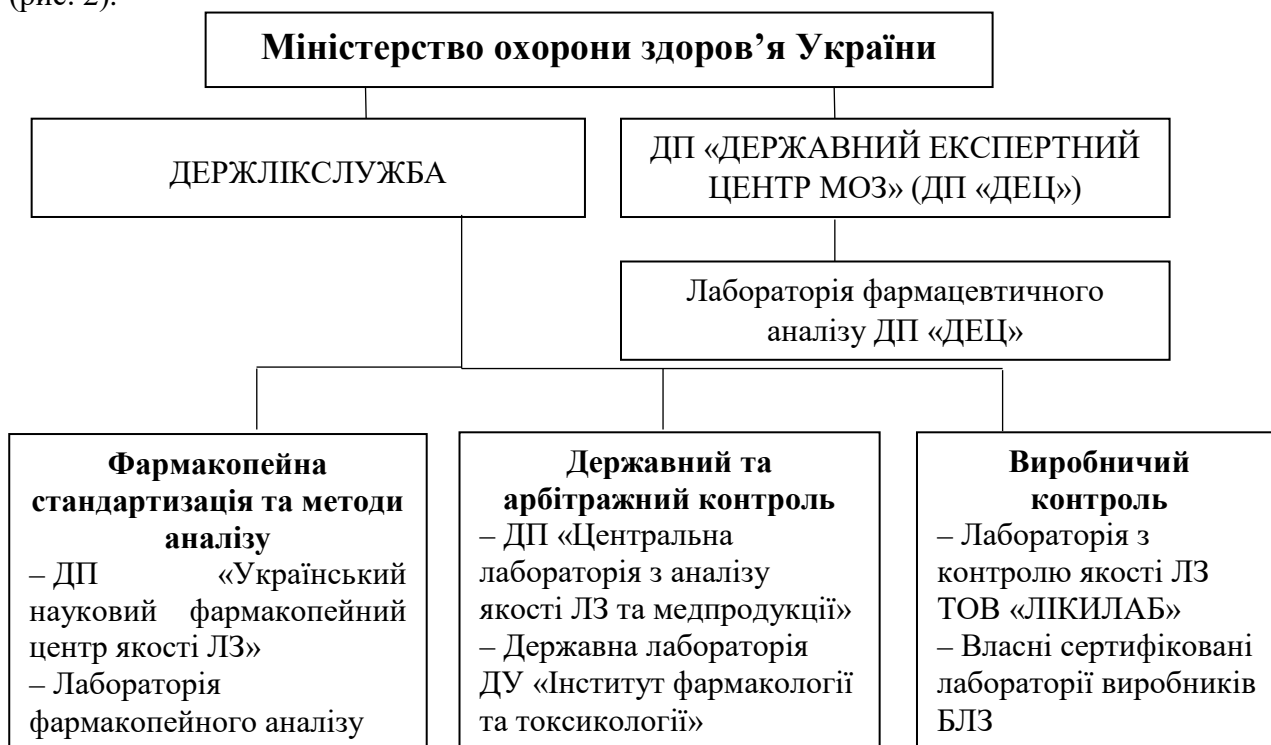 (рис. 2).
Міністерство охорони здоров’я України
ДЕРЖЛІКСЛУЖБА
ДП «ДЕРЖАВНИЙ ЕКСПЕРТНИЙ
ЦЕНТР МОЗ» (ДП «ДЕЦ»)
Лабораторія фармацевтичного
аналізу ДП «ДЕЦ»
Фармакопейна
стандартизація та методи
аналізу
– ДП «Український
науковий фармакопейний
центр якості ЛЗ»
– Лабораторія
фармакопейного аналізу
Державний та
арбітражний контроль
– ДП «Центральна
лабораторія з аналізу
якості ЛЗ та медпродукції»
– Державна лабораторія
ДУ «Інститут фармакології
та токсикології»
Виробничий
контроль
– Лабораторія з
контролю якості ЛЗ
ТОВ «ЛІКИЛАБ»
– Власні сертифіковані
лабораторії виробників
БЛЗ